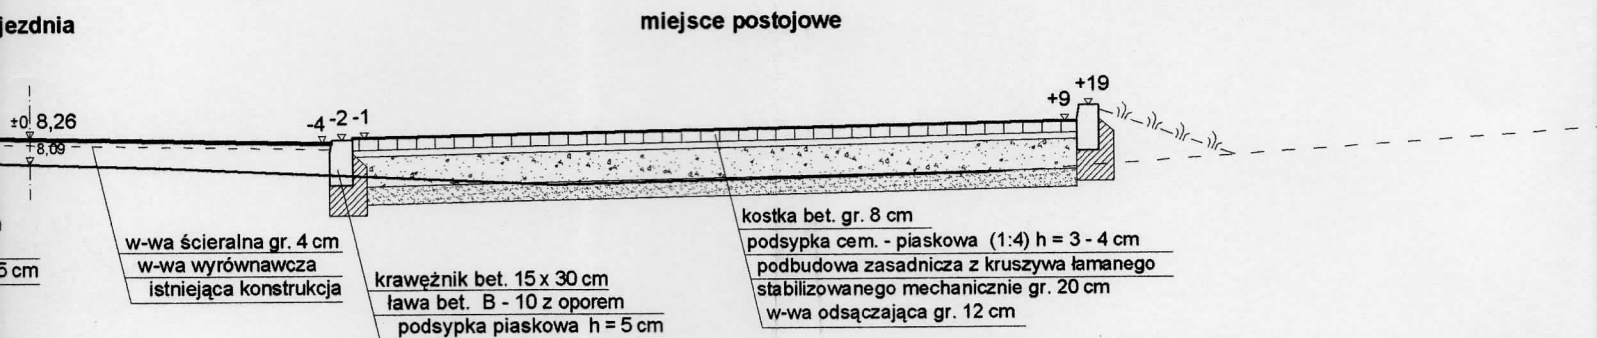 jezdnia
miejsce postojowe
+19
+9
±0 8,26
-4 -2 -1
+8,09
kostka bet. gr. 8 cm
podsypka cem. - piaskowa (1:4) h = 3 - 4 cm
podbudowa zasadnicza z kruszywa łamanego
stabilizowanego mechanicznie gr. 20 cm
w-wa odsączająca gr. 12 cm
w-wa ścieralna gr. 4 cm
w-wa wyrównawcza
istniejąca konstrukcja
5 cm
krawężnik bet. 15 x 30 cm
ława bet. B - 10 z oporem
podsypka piaskowa h = 5 cm